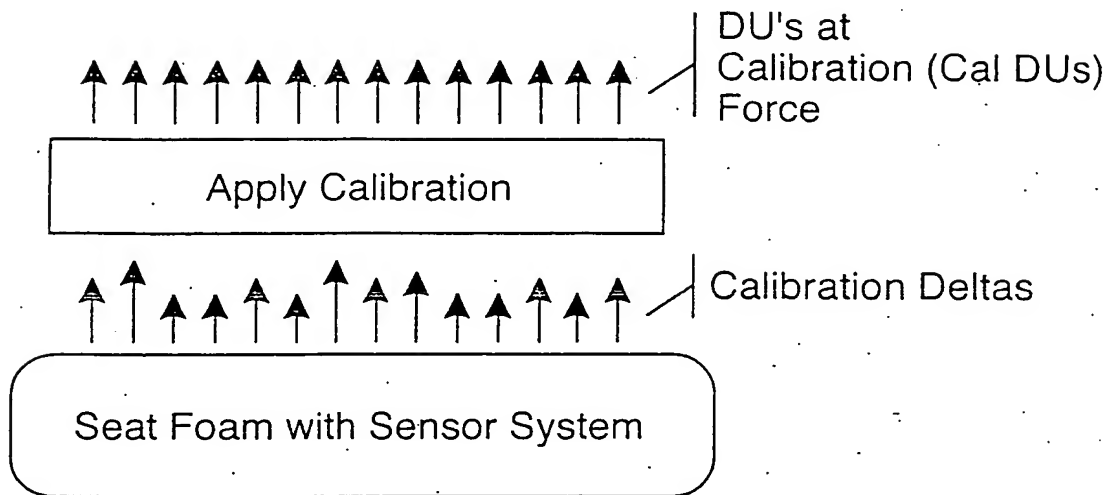 DU's at
Calibration (Cal DUs)
Force
Apply Calibration
Calibration Deltas
Seat Foam with Sensor System